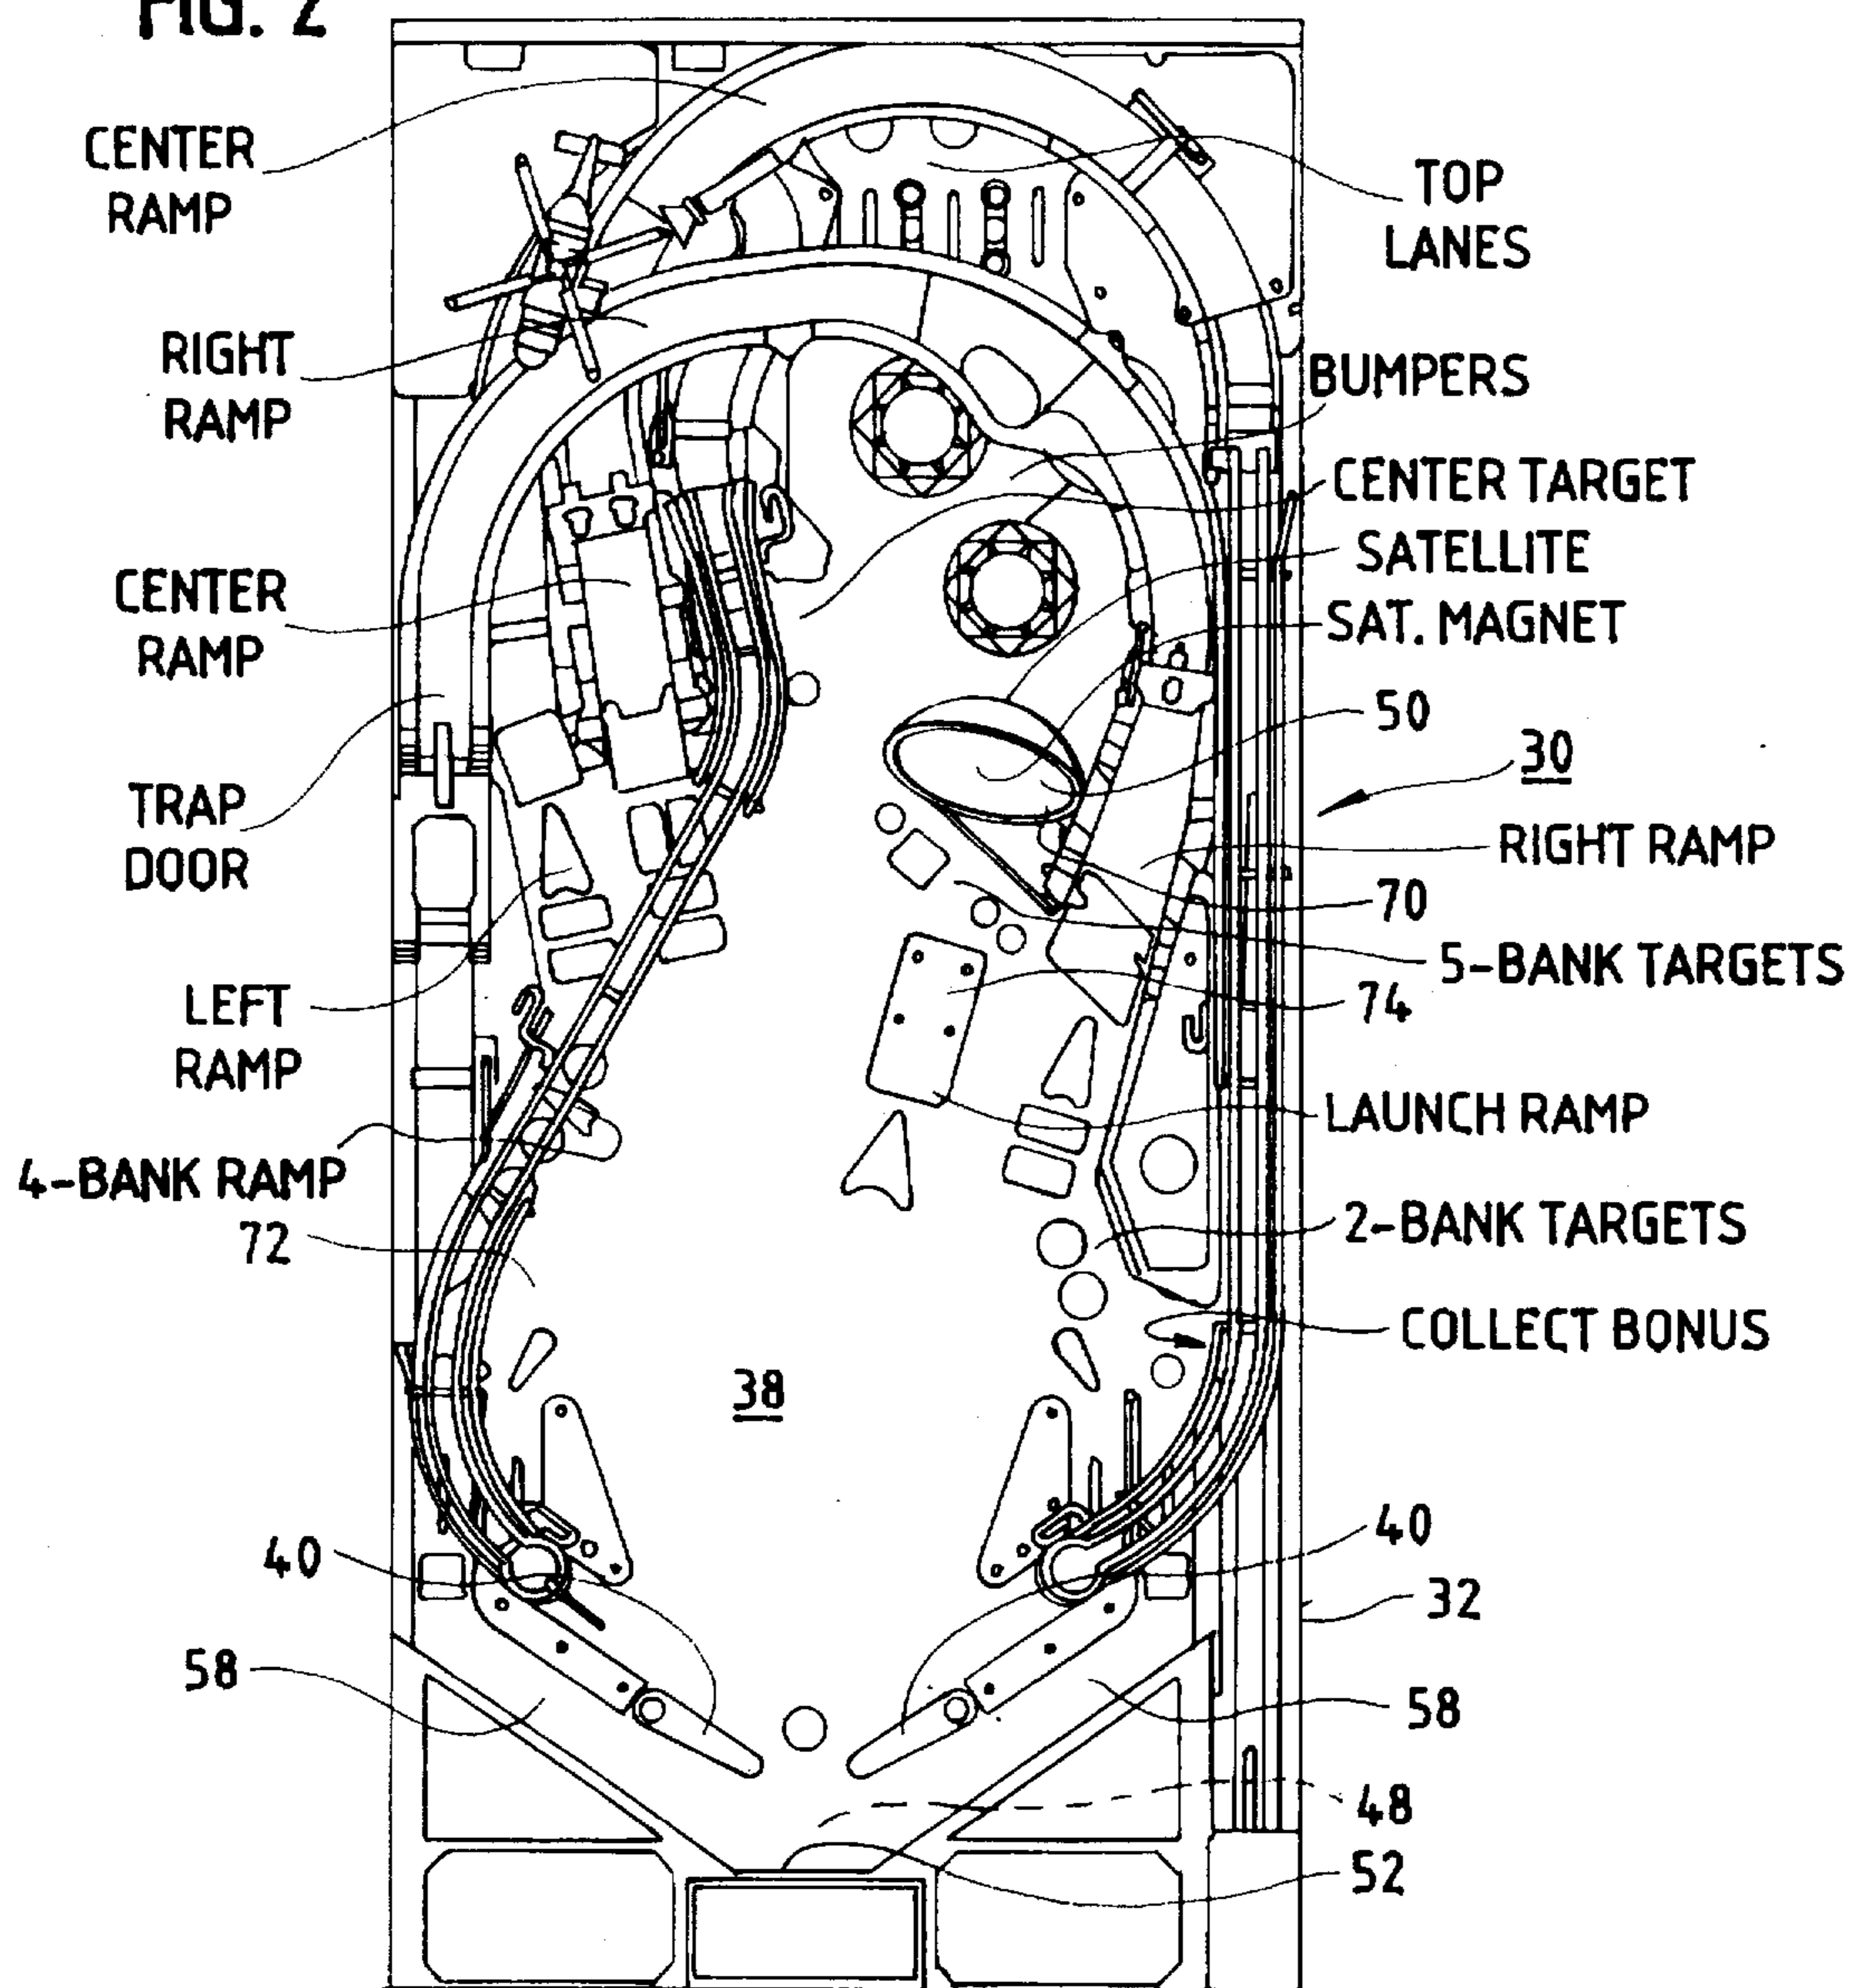 FIG. 2
CENTER
RAMP
TOP
LANES
RIGHT
RAMP
BUMPERS
CENTER TARGET
SATELLITE
SAT. MAGNET
CENTER
RAMP
50
30
TRAP
DOOR
RIGHT RAMP
70
5-BANK TARGETS
74
LEFT
RAMP
LAUNCH RAMP
4-BANK RAMP
72
2-BANK TARGETS
COLLECT BONUS
38
40
40
32
58
58
48
52